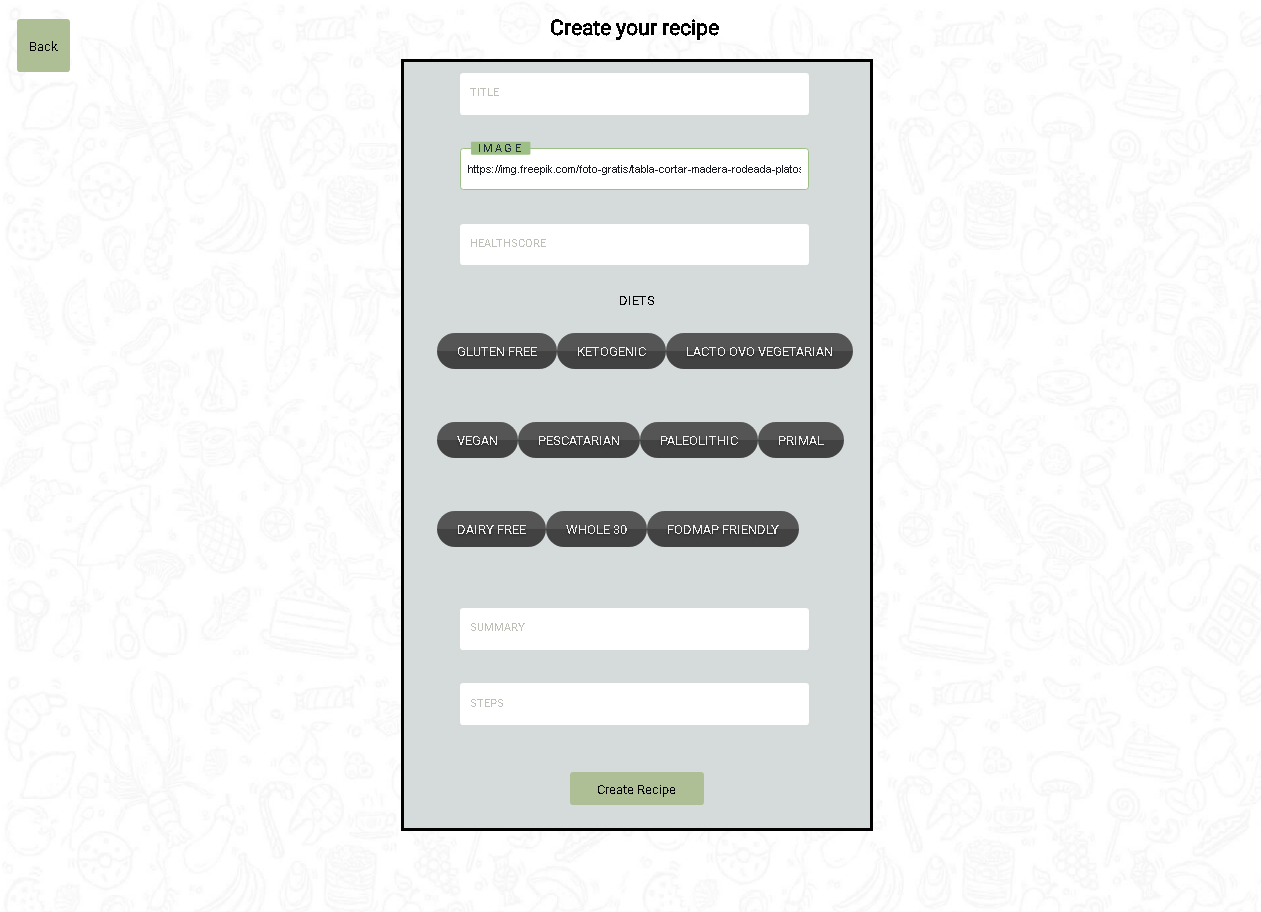 Create your recipe
Back
TITLE
IMAGE
https://img.freepik.com/foto-gratis/tabla-cortar-madera-rodeada-platos
HEALTHSCORE
DIETS
GLUTEN FREE KETOGENIC LACTO OVO VEGETARIAN
VEGAN PESCATARIAN PALEOLITHIC PRIMAL
DAIRY FREE WHOLE 30 FODMAP FRIENDLY
SUMMARY
STEPS
Create Recipe